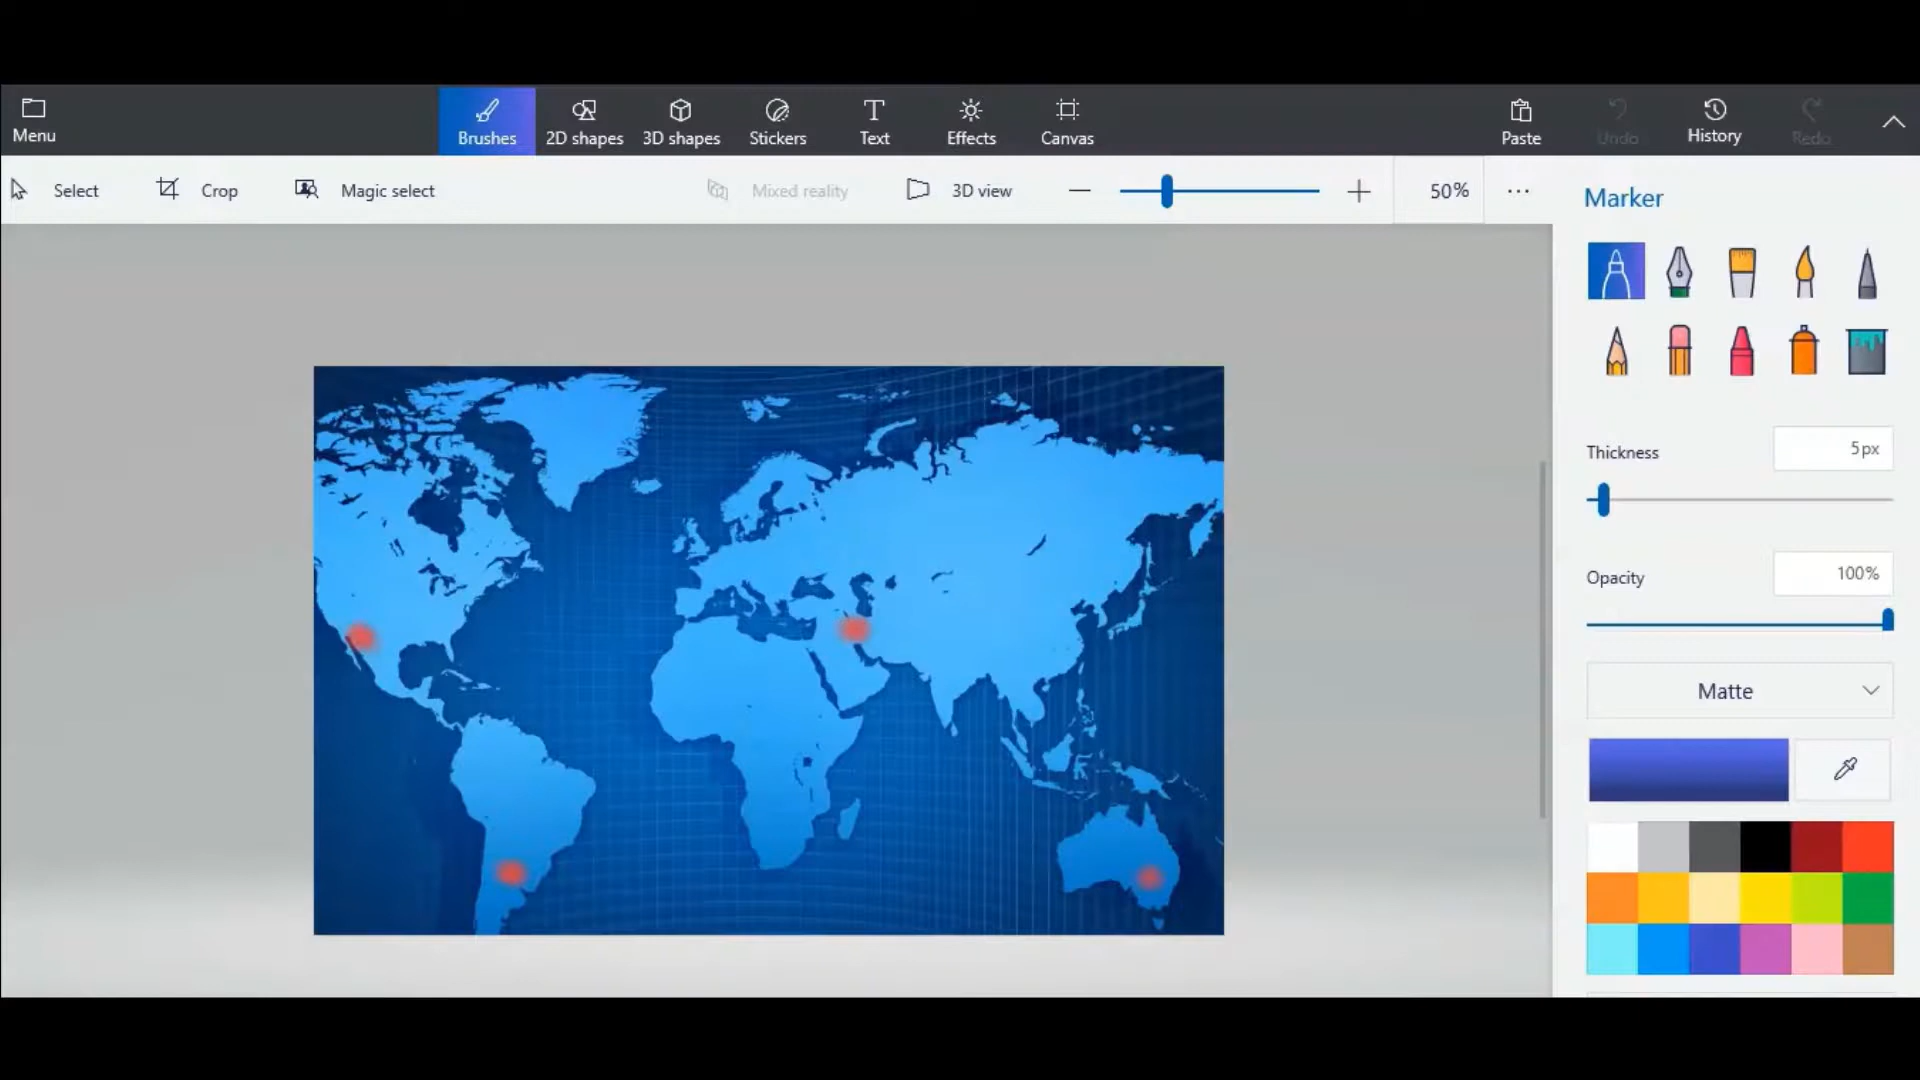 Menu
Brushes
2D shapes
3D shapes
Stickers
Text
Effects
Canvas
Paste
Undo
History
Redo
Select
Crop
Magic select
Mixed reality
3D view
50%
Marker
Thickness
5px
Opacity
100%
Matte